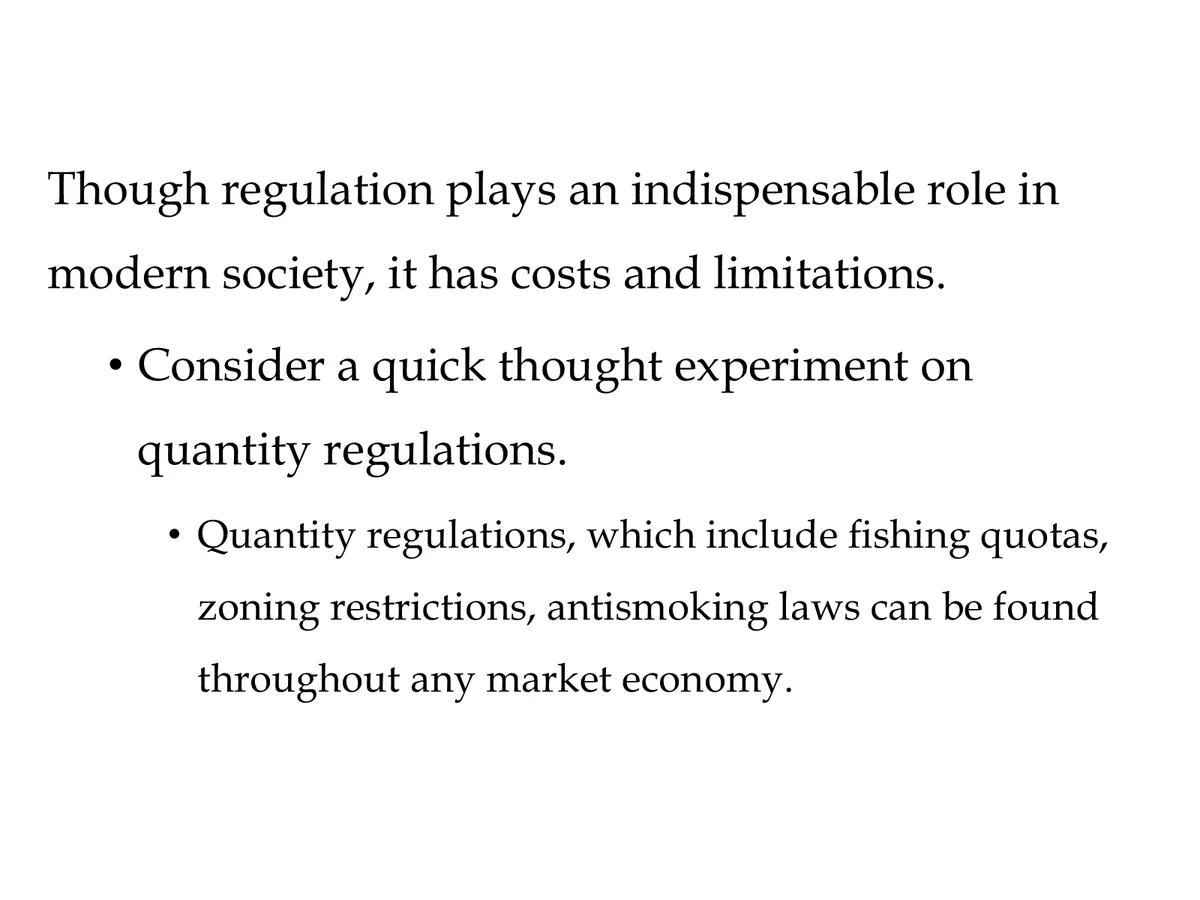 Though regulation plays an indispensable role in
modern society, it has costs and limitations.
• Consider a quick thought experiment on
quantity regulations.
• Quantity regulations, which include fishing quotas,
zoning restrictions, antismoking laws can be found
throughout any market economy.